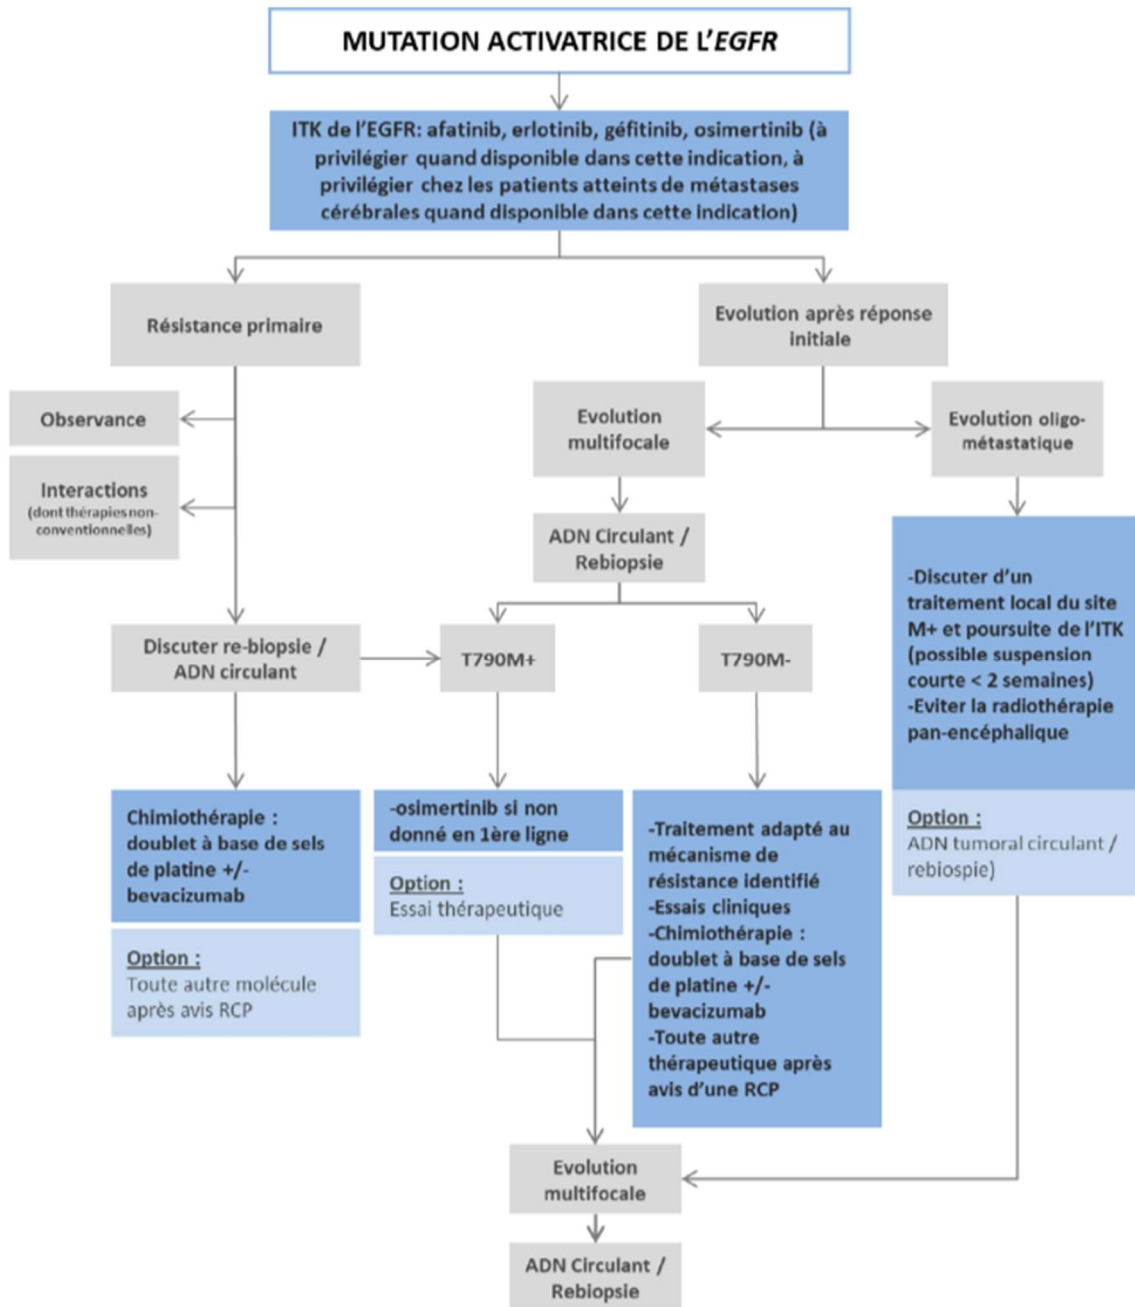 MUTATION ACTIVATRICE DE L'EGFR
ITK de l'EGFR: afatinib, erlotinib, géfitinib, osimertinib (à
privilégier quand disponible dans cette indication, à
privilégier chez les patients atteints de métastases
cérébrales quand disponible dans cette indication)
Résistance primaire
Evolution après réponse
initiale
Observance
Interactions
(dont thérapies non-
conventionnelles)
Evolution
multifocale
Evolution oligo-
métastatique
ADN Circulant /
Rebiopsie
Discuter re-biopsie /
ADN circulant
T790M+
T790M-
-Discuter d'un
traitement local du site
M+ et poursuite de l'ITK
(possible suspension
courte < 2 semaines)
-Eviter la radiothérapie
pan-encéphalique
Option :
ADN tumoral circulant /
rebiospie)
Chimiothérapie :
doublet à base de sels
de platine +/-
bevacizumab
Option :
Toute autre molécule
après avis RCP
-osimertinib si non
donné en 1ère ligne
Option :
Essai thérapeutique
-Traitement adapté au
mécanisme de
résistance identifié
-Essais cliniques
-Chimiothérapie :
doublet à base de sels
de platine +/-
bevacizumab
-Toute autre
thérapeutique après
avis d'une RCP
Evolution
multifocale
ADN Circulant /
Rebiopsie